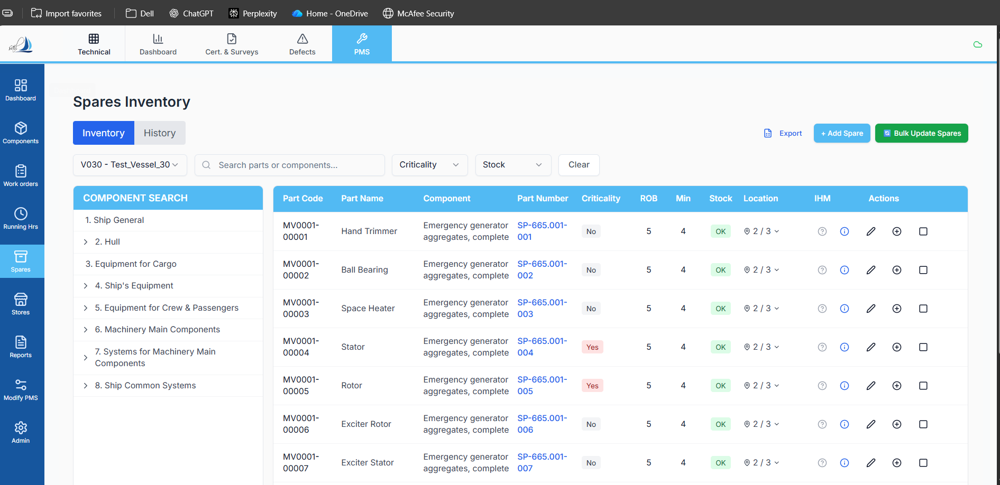 Import favorites
Dell
ChatGPT
Perplexity
Home - OneDrive
McAfee Security
sail
Technical
Dashboard
Cert. & Surveys
Defects
PMS
Dashboard
Components
Work orders
Running Hrs
Spares
Stores
Reports
Modify PMS
Admin
Spares Inventory
Inventory
History
Export
+ Add Spare
Bulk Update Spares
V030 - Test_Vessel_30
Search parts or components...
Criticality
Stock
Clear
COMPONENT SEARCH
1. Ship General
2. Hull
3. Equipment for Cargo
4. Ship's Equipment
5. Equipment for Crew & Passengers
6. Machinery Main Components
7. Systems for Machinery Main
Components
8. Ship Common Systems
Part Code Part Name Component Part Number Criticality ROB Min Stock Location IHM Actions
MV0001- Emergency generator SP-665.001-
00001 Hand Trimmer aggregates, complete 001 No 5 4 OK 2 / 3
MV0001- Emergency generator SP-665.001-
00002 Ball Bearing aggregates, complete 002 No 5 4 OK 2 / 3
MV0001- Emergency generator SP-665.001-
00003 Space Heater aggregates, complete 003 No 5 4 OK 2 / 3
MV0001- Emergency generator SP-665.001-
00004 Stator aggregates, complete 004 Yes 5 4 OK 2 / 3
MV0001- Emergency generator SP-665.001-
00005 Rotor aggregates, complete 005 Yes 5 4 OK 2 / 3
MV0001- Emergency generator SP-665.001-
00006 Exciter Rotor aggregates, complete 006 No 5 4 OK 2 / 3
MV0001- Emergency generator SP-665.001-
00007 Exciter Stator aggregates, complete 007 No 5 4 OK 2 / 3